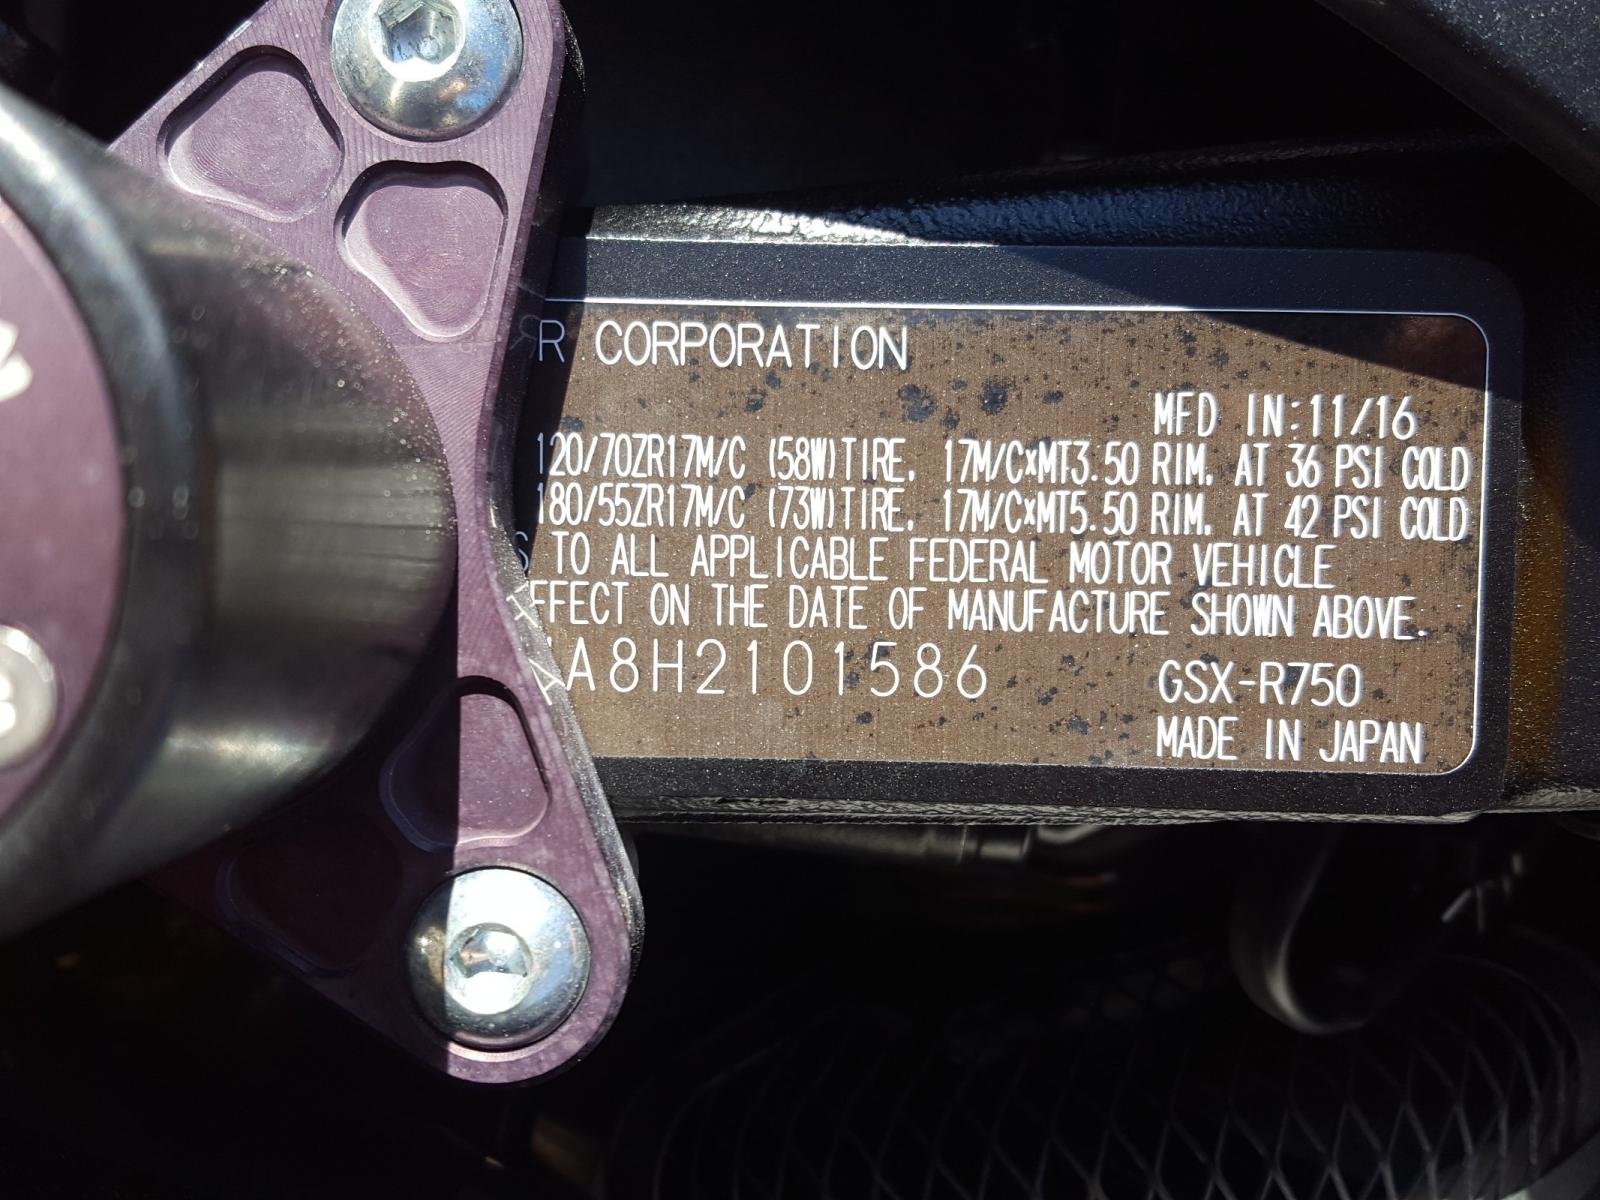 R CORPORATION
MFD IN:11/16
120/70ZR17M/C (58W)TIRE, 17M/C×MT3.50 RIM, AT 36 PSI COLD
180/55ZR17M/C (73W)TIRE, 17M/C×MT5.50 RIM, AT 42 PSI COLD
S TO ALL APPLICABLE FEDERAL MOTOR VEHICLE
FFECT ON THE DATE OF MANUFACTURE SHOWN ABOVE.
A8H2101586
GSX-R750
MADE IN JAPAN